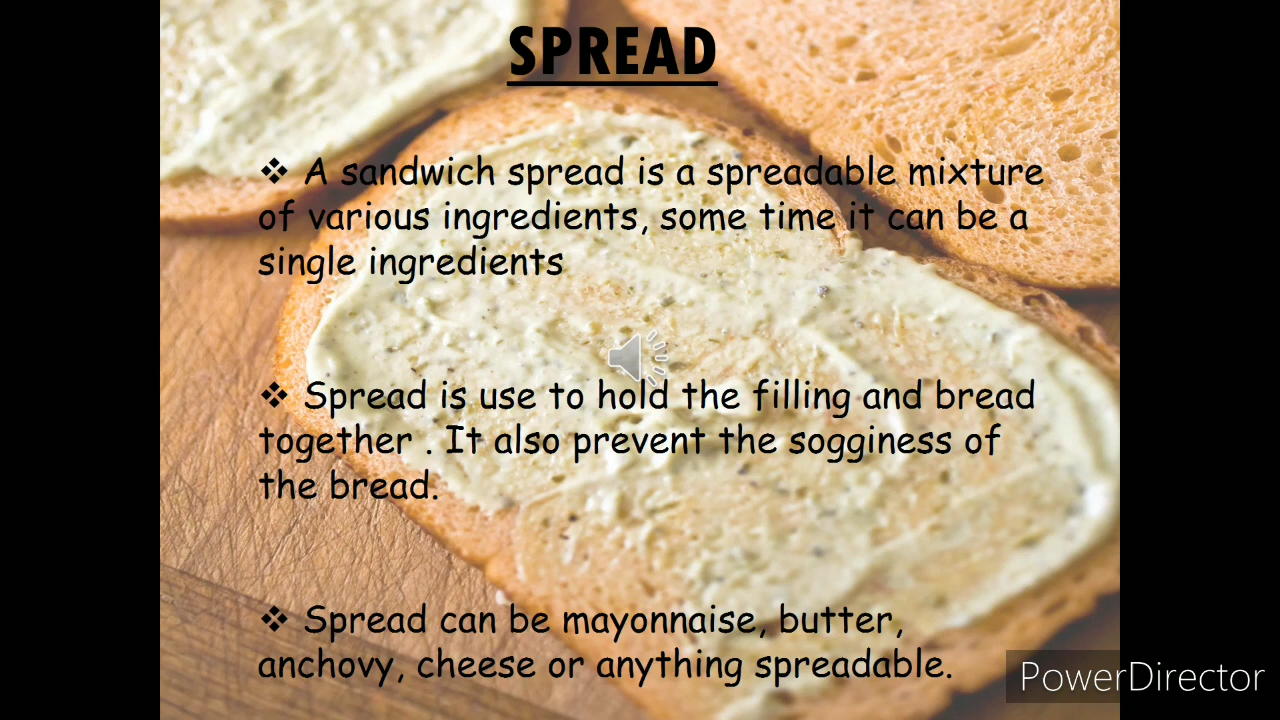 SPREAD
❖ A sandwich spread is a spreadable mixture
of various ingredients, some time it can be a
single ingredients
❖ Spread is use to hold the filling and bread
together . It also prevent the sogginess of
the bread.
❖ Spread can be mayonnaise, butter,
anchovy, cheese or anything spreadable.
PowerDirector